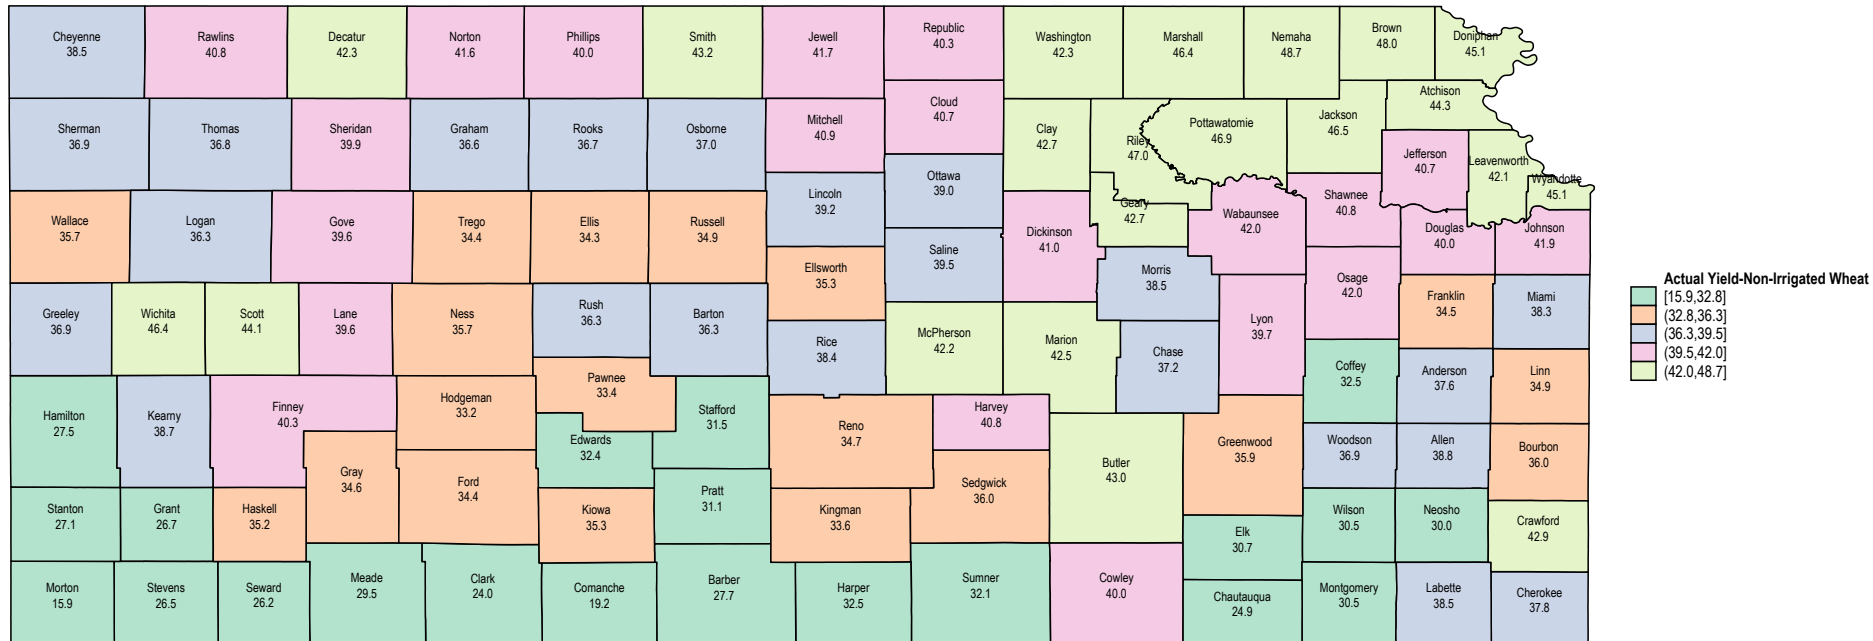 Cheyenne
38.5
Rawlins
40.8
Decatur
42.3
Norton
41.6
Phillips
40.0
Smith
43.2
Jewell
41.7
Republic
40.3
Washington
42.3
Marshall
46.4
Nemaha
48.7
Brown
48.0
Doniphan
45.1
Sherman
36.9
Thomas
36.8
Sheridan
39.9
Graham
36.6
Rooks
36.7
Osborne
37.0
Mitchell
40.9
Cloud
40.7
Clay
42.7
Riley
47.0
Pottawatomie
46.9
Jackson
46.5
Atchison
44.3
Jefferson
40.7
Leavenworth
42.1
Wyandotte
45.1
Wallace
35.7
Logan
36.3
Gove
39.6
Trego
34.4
Ellis
34.3
Russell
34.9
Lincoln
39.2
Ottawa
39.0
Saline
39.5
Ellsworth
35.3
Dickinson
41.0
Geary
42.7
Wabaunsee
42.0
Shawnee
40.8
Douglas
40.0
Johnson
41.9
Morris
38.5
Osage
42.0
Franklin
34.5
Miami
38.3
Greeley
36.9
Wichita
46.4
Scott
44.1
Lane
39.6
Ness
35.7
Rush
36.3
Barton
36.3
Rice
38.4
McPherson
42.2
Marion
42.5
Chase
37.2
Lyon
39.7
Coffey
32.5
Anderson
37.6
Linn
34.9
Hamilton
27.5
Kearny
38.7
Finney
40.3
Hodgeman
33.2
Pawnee
33.4
Stafford
31.5
Edwards
32.4
Reno
34.7
Harvey
40.8
Butler
43.0
Greenwood
35.9
Woodson
36.9
Allen
38.8
Bourbon
36.0
Gray
34.6
Ford
34.4
Sedgwick
36.0
Stanton
27.1
Grant
26.7
Haskell
35.2
Kiowa
35.3
Pratt
31.1
Kingman
33.6
Elk
30.7
Wilson
30.5
Neosho
30.0
Crawford
42.9
Morton
15.9
Stevens
26.5
Seward
26.2
Meade
29.5
Clark
24.0
Comanche
19.2
Barber
27.7
Harper
32.5
Sumner
32.1
Cowley
40.0
Chautauqua
24.9
Montgomery
30.5
Labette
38.5
Cherokee
37.8
Actual Yield-Non-Irrigated Wheat
[15.9,32.8]
(32.8,36.3]
(36.3,39.5]
(39.5,42.0]
(42.0,48.7]